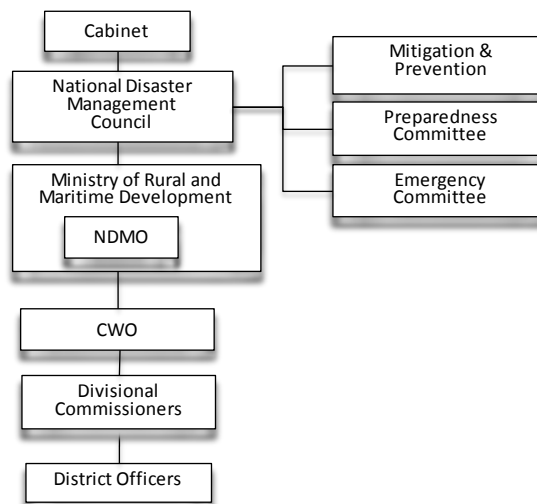 Cabinet
National Disaster
Management
Council
Mitigation &
Prevention
Preparedness
Committee
Emergency
Committee
Ministry of Rural and
Maritime Development
NDMO
CWO
Divisional
Commissioners
District Officers